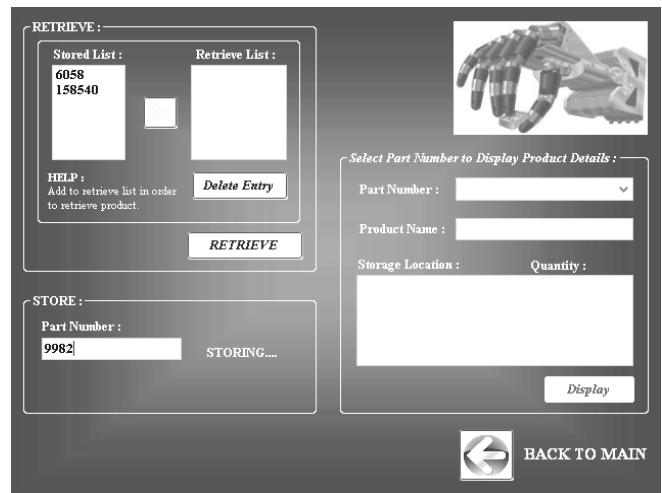 RETRIEVE :
Stored List :
Retrieve List :
6058
158540
HELP :
Add to retrieve list in order
to retrieve product.
Delete Entry
RETRIEVE
STORE :
Part Number :
9982
STORING....
Select Part Number to Display Product Details :
Part Number :
Product Name :
Storage Location :
Quantity :
Display
BACK TO MAIN